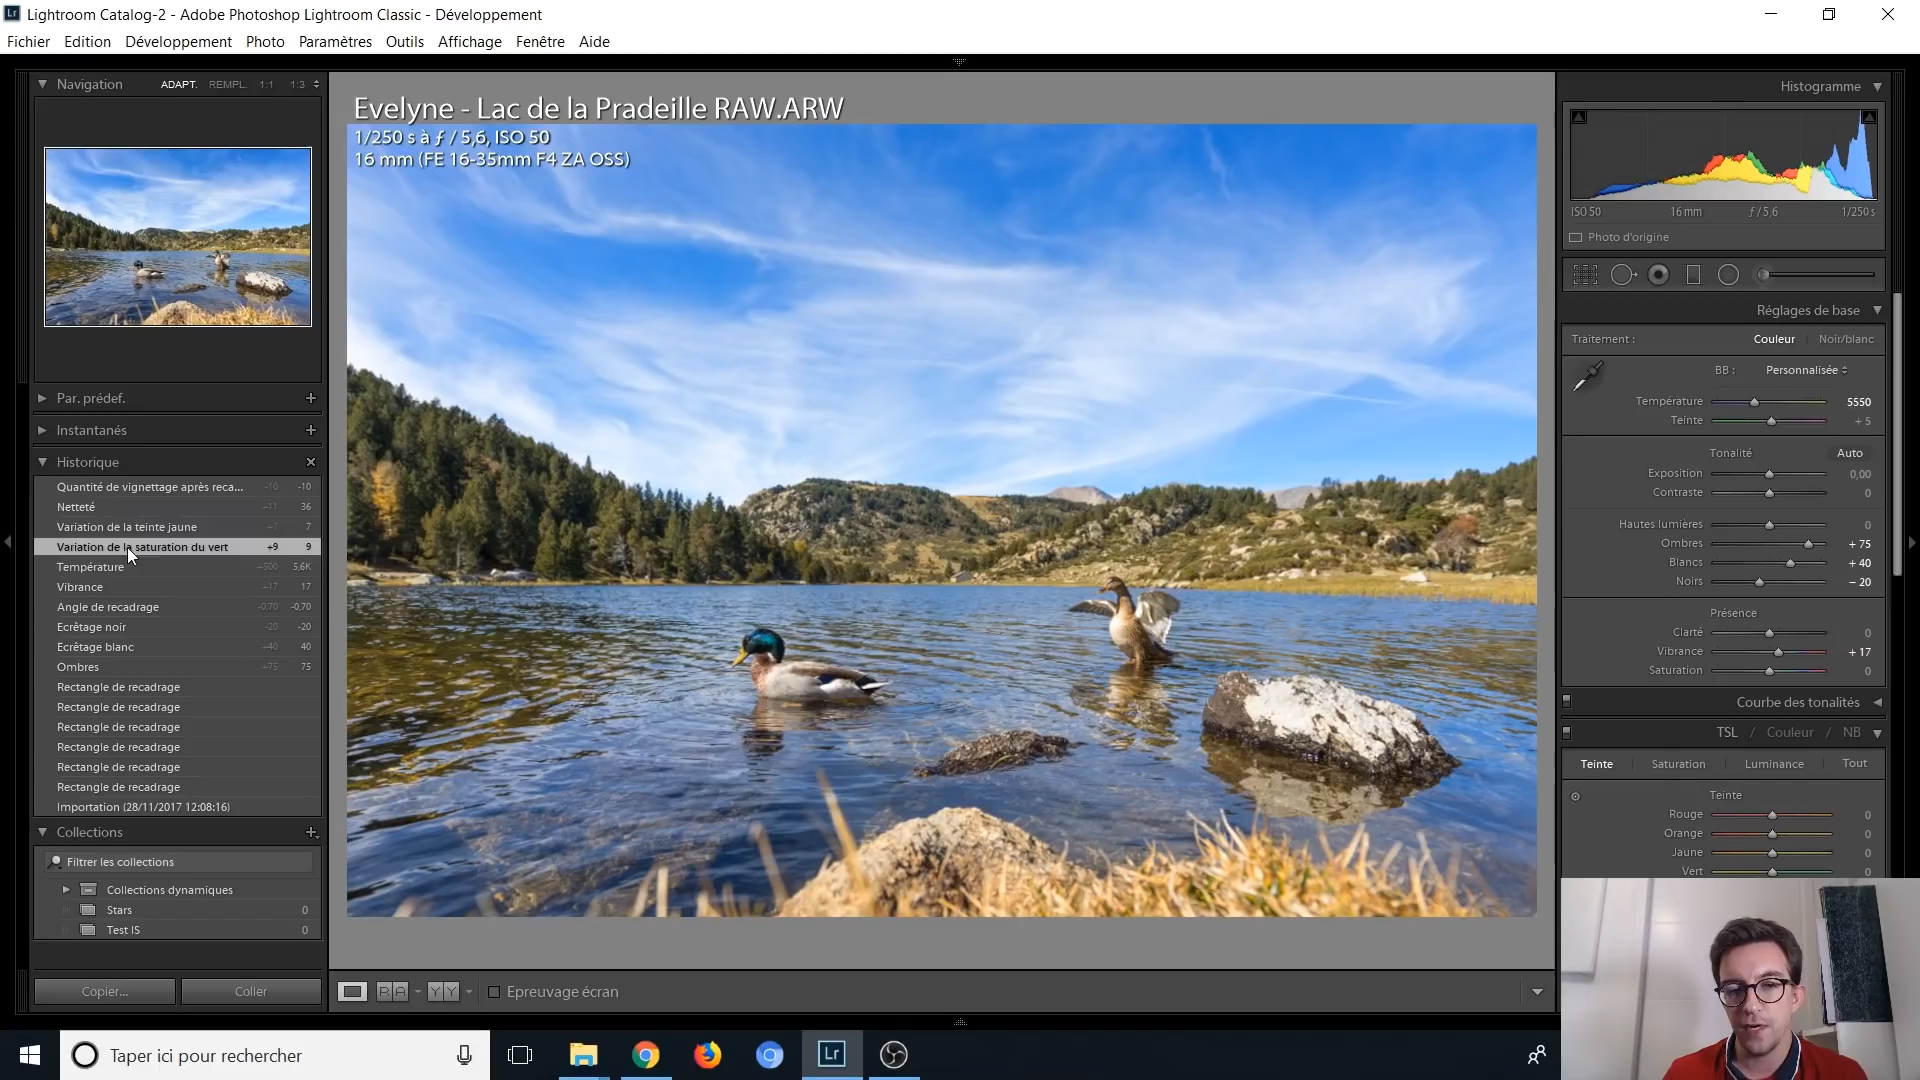 Lr Lightroom Catalog-2 - Adobe Photoshop Lightroom Classic - Développement
Fichier Edition Développement Photo Paramètres Outils Affichage Fenêtre Aide
Navigation ADAPT. REMPL. 1:1 1:3
Par. prédef.
Instantanés
Historique
Quantité de vignettage après reca... -10 -10
Netteté +11 36
Variation de la teinte jaune +7 7
Variation de la saturation du vert +9 9
Température +500 5,6K
Vibrance +17 17
Angle de recadrage -0,70 -0,70
Ecrêtage noir -20 -20
Ecrêtage blanc +40 40
Ombres +75 75
Rectangle de recadrage
Rectangle de recadrage
Rectangle de recadrage
Rectangle de recadrage
Rectangle de recadrage
Rectangle de recadrage
Importation (28/11/2017 12:08:16)
Collections
Filtrer les collections
Collections dynamiques
Stars 0
Test IS 0
Copier... Coller
Evelyne - Lac de la Pradeille RAW.ARW
1/250 s à ƒ / 5,6, ISO 50
16 mm (FE 16-35mm F4 ZA OSS)
R A Y Y Epreuvage écran
Histogramme
ISO 50 16 mm ƒ / 5,6 1/250 s
Photo d'origine
Réglages de base
Traitement : Couleur Noir/blanc
BB : Personnalisée
Température 5550
Teinte + 5
Tonalité Auto
Exposition 0,00
Contraste 0
Hautes lumières 0
Ombres + 75
Blancs + 40
Noirs − 20
Présence
Clarté 0
Vibrance + 17
Saturation 0
Courbe des tonalités
TSL / Couleur / NB
Teinte Saturation Luminance Tout
Teinte
Rouge 0
Orange 0
Jaune 0
Vert 0
Taper ici pour rechercher
Lr